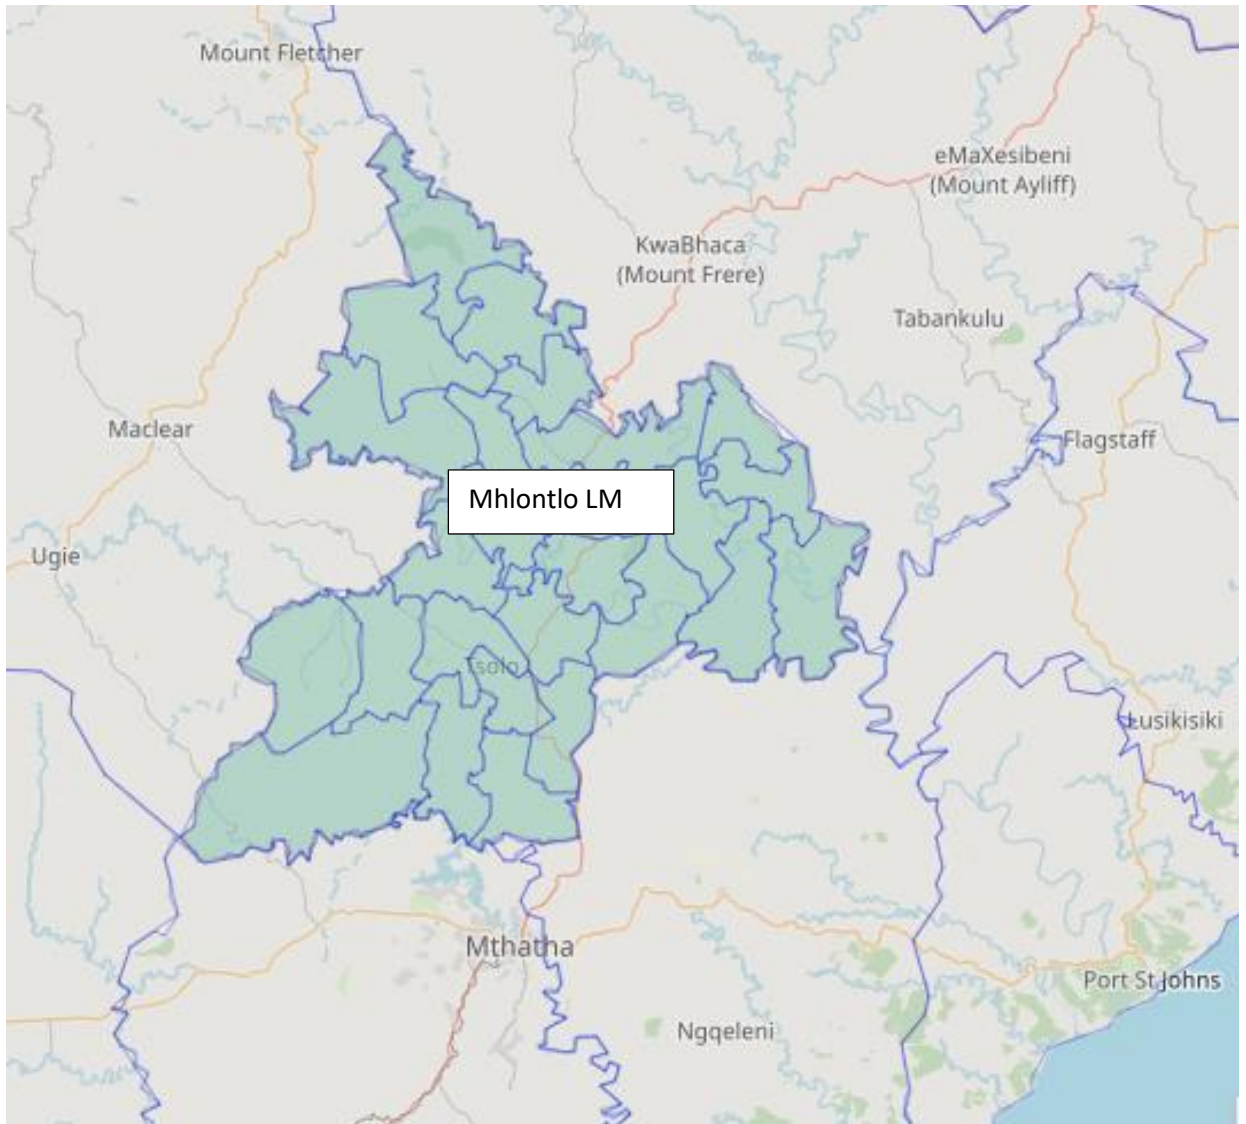 Mount Fletcher
eMaXesibeni
(Mount Ayliff)
KwaBhaca
(Mount Frere)
Tabankulu
Maclear
Flagstaff
Mhlontlo LM
Ugie
Tsolo
Lusikisiki
Mthatha
Port St Johns
Ngqeleni